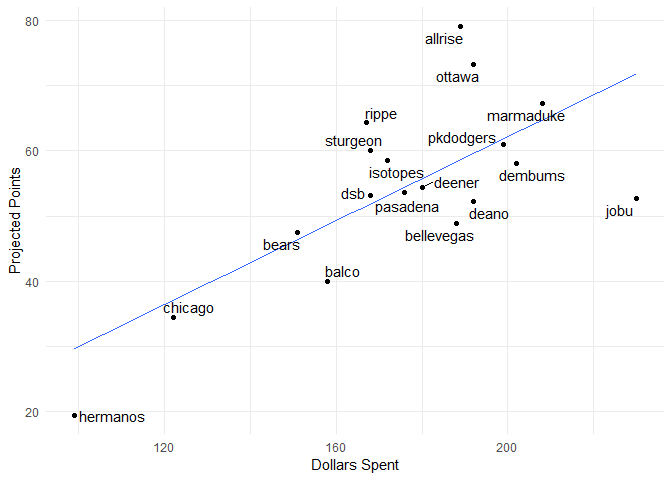 80
60
40
20
Projected Points
allrise
ottawa
rippe
marmaduke
sturgeon
pkdodgers
isotopes
dembums
deener
dsb
pasadena
deano
jobu
bellevegas
bears
balco
chicago
hermanos
120
160
200
Dollars Spent